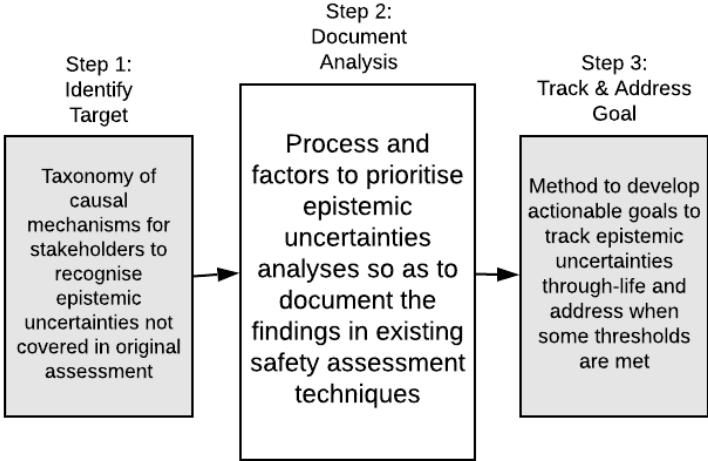 Step 1:
Identify
Target
Taxonomy of
causal
mechanisms for
stakeholders to
recognise
epistemic
uncertainties not
covered in original
assessment
Step 2:
Document
Analysis
Process and
factors to prioritise
epistemic
uncertainties
analyses so as to
document the
findings in existing
safety assessment
techniques
Step 3:
Track & Address
Goal
Method to develop
actionable goals to
track epistemic
uncertainties
through-life and
address when
some thresholds
are met